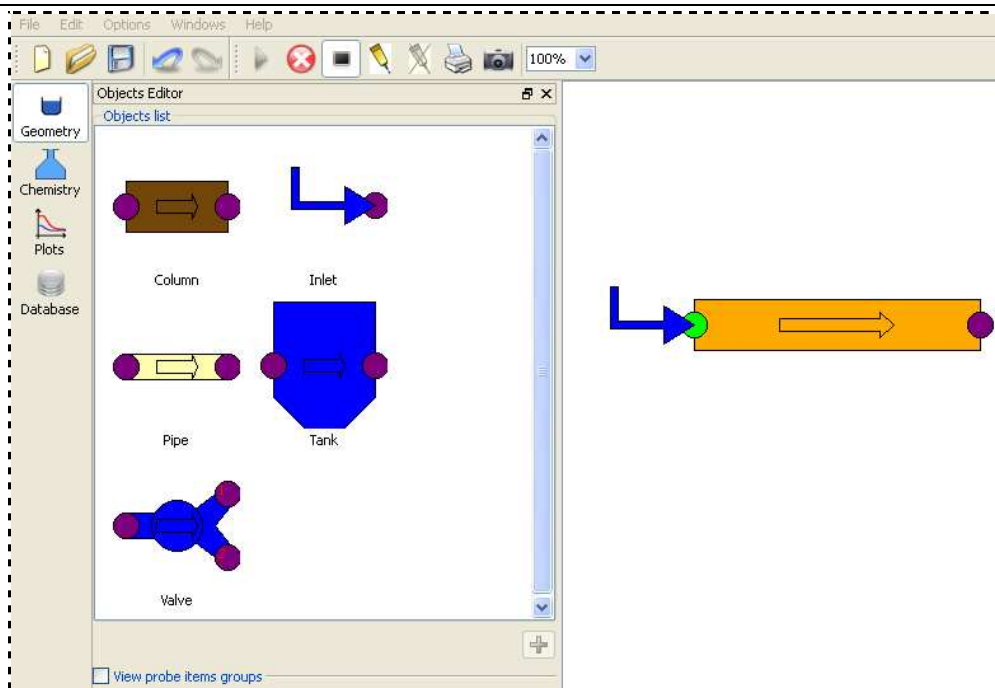 File Edit Options Windows Help
100%
Objects Editor
Objects list
Geometry
Chemistry
Plots
Database
Column Inlet
Pipe Tank
Valve
View probe items groups